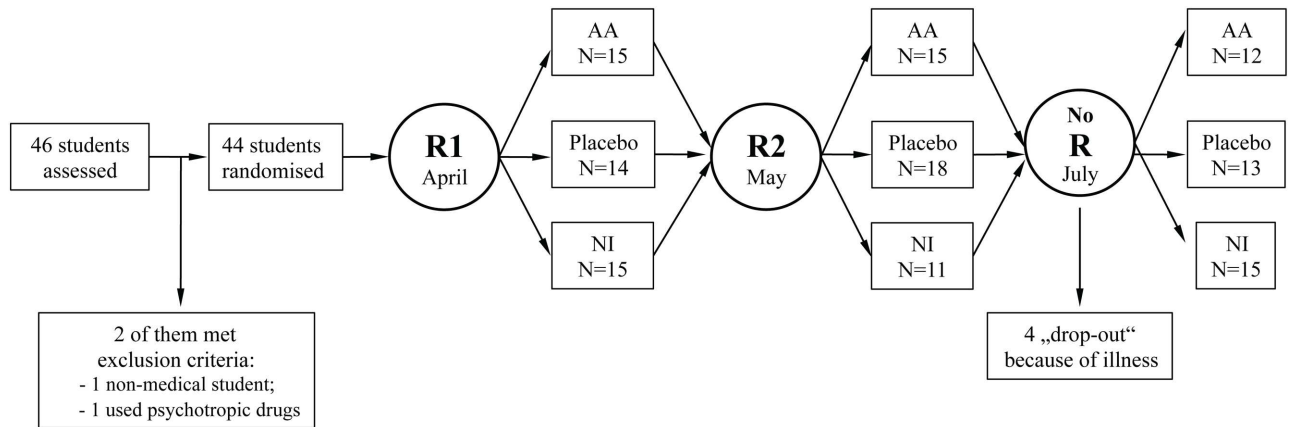 46 students
assessed
44 students
randomised
2 of them met
exclusion criteria:
- 1 non-medical student;
- 1 used psychotropic drugs
R1
April
AA
N=15
Placebo
N=14
NI
N=15
R2
May
AA
N=15
Placebo
N=18
NI
N=11
No
R
July
4 „drop-out“
because of illness
AA
N=12
Placebo
N=13
NI
N=15